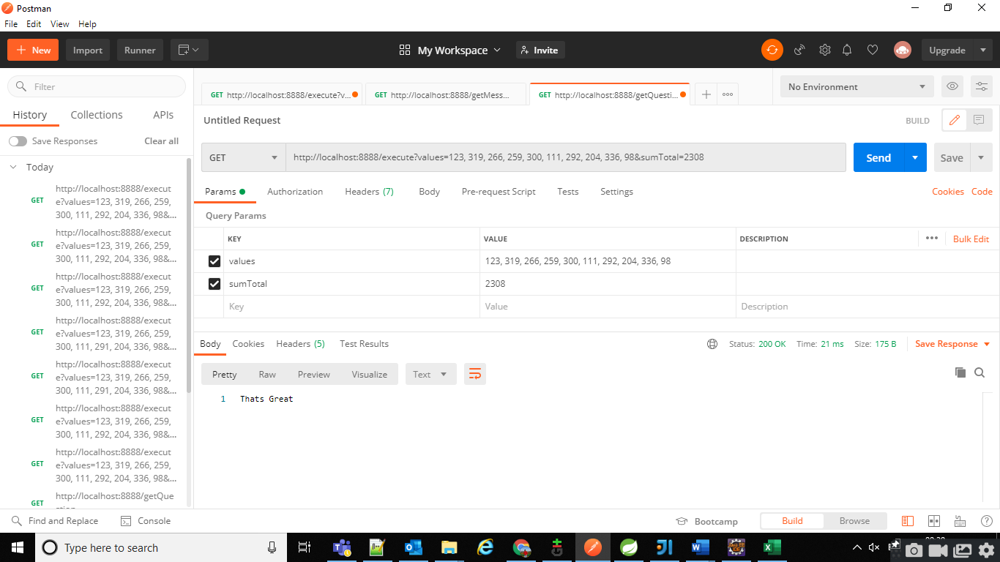 Postman
File Edit View Help
+ New Import Runner My Workspace Invite Upgrade
Filter
History Collections APIs
Save Responses Clear all
Today
GET http://localhost:8888/execut
e?values=123, 319, 266, 259,
300, 111, 292, 204, 336, 98&...
GET http://localhost:8888/execut
e?values=123, 319, 266, 259,
300, 111, 292, 204, 336, 98&...
GET http://localhost:8888/execut
e?values=123, 319, 266, 259,
300, 111, 292, 204, 336, 98&...
GET http://localhost:8888/execut
e?values=123, 319, 266, 259,
300, 111, 291, 204, 336, 98&...
GET http://localhost:8888/execut
e?values=123, 319, 266, 259,
300, 111, 291, 204, 336, 98&...
GET http://localhost:8888/execut
e?values=123, 319, 266, 259,
300, 111, 292, 204, 336, 98&...
GET http://localhost:8888/execut
e?values=123, 319, 266, 259,
300, 111, 292, 204, 336, 98&...
GET http://localhost:8888/getQue
GET http://localhost:8888/execute?v... GET http://localhost:8888/getMess... GET http://localhost:8888/getQuesti... + ••• No Environment
Untitled Request BUILD
GET http://localhost:8888/execute?values=123, 319, 266, 259, 300, 111, 292, 204, 336, 98&sumTotal=2308 Send Save
Params Authorization Headers (7) Body Pre-request Script Tests Settings Cookies Code
Query Params
KEY VALUE DESCRIPTION ••• Bulk Edit
values 123, 319, 266, 259, 300, 111, 292, 204, 336, 98
sumTotal 2308
Key Value Description
Body Cookies Headers (5) Test Results Status: 200 OK Time: 21 ms Size: 175 B Save Response
Pretty Raw Preview Visualize Text
1 Thats Great
Find and Replace Console Bootcamp Build Browse
Type here to search